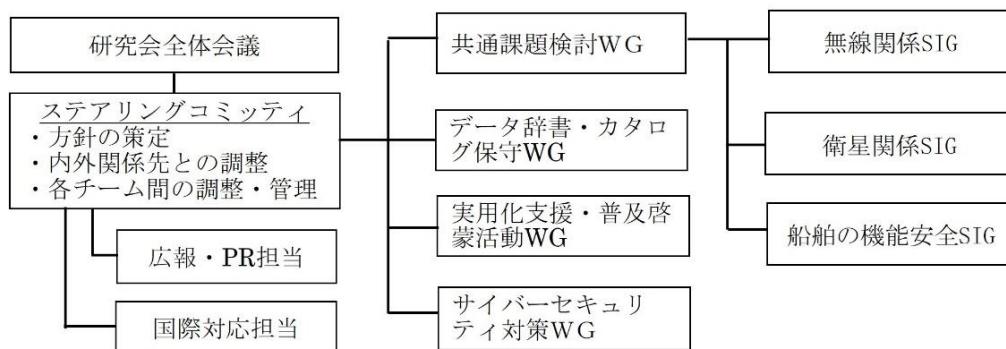 研究会全体会議
ステアリングコミッティ
・方針の策定
・内外関係先との調整
・各チーム間の調整・管理
広報・PR担当
国際対応担当
共通課題検討ＷＧ
データ辞書・カタロ
グ保守WG
実用化支援・普及啓
蒙活動WG
サイバーセキュリ
ティ対策ＷＧ
無線関係SIG
衛星関係SIG
船舶の機能安全SIG